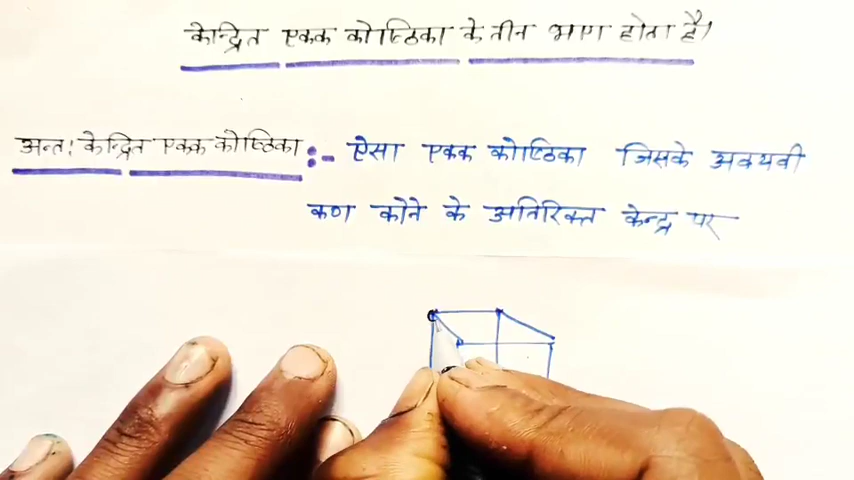 केन्द्रित एकक कोष्ठिका के तीन भाग होता है।
अन्त: केन्द्रित एकक कोष्ठिका :- ऐसा एकक कोष्ठिका जिसके अवयवी
कण कोने के अतिरिक्त केन्द्र पर